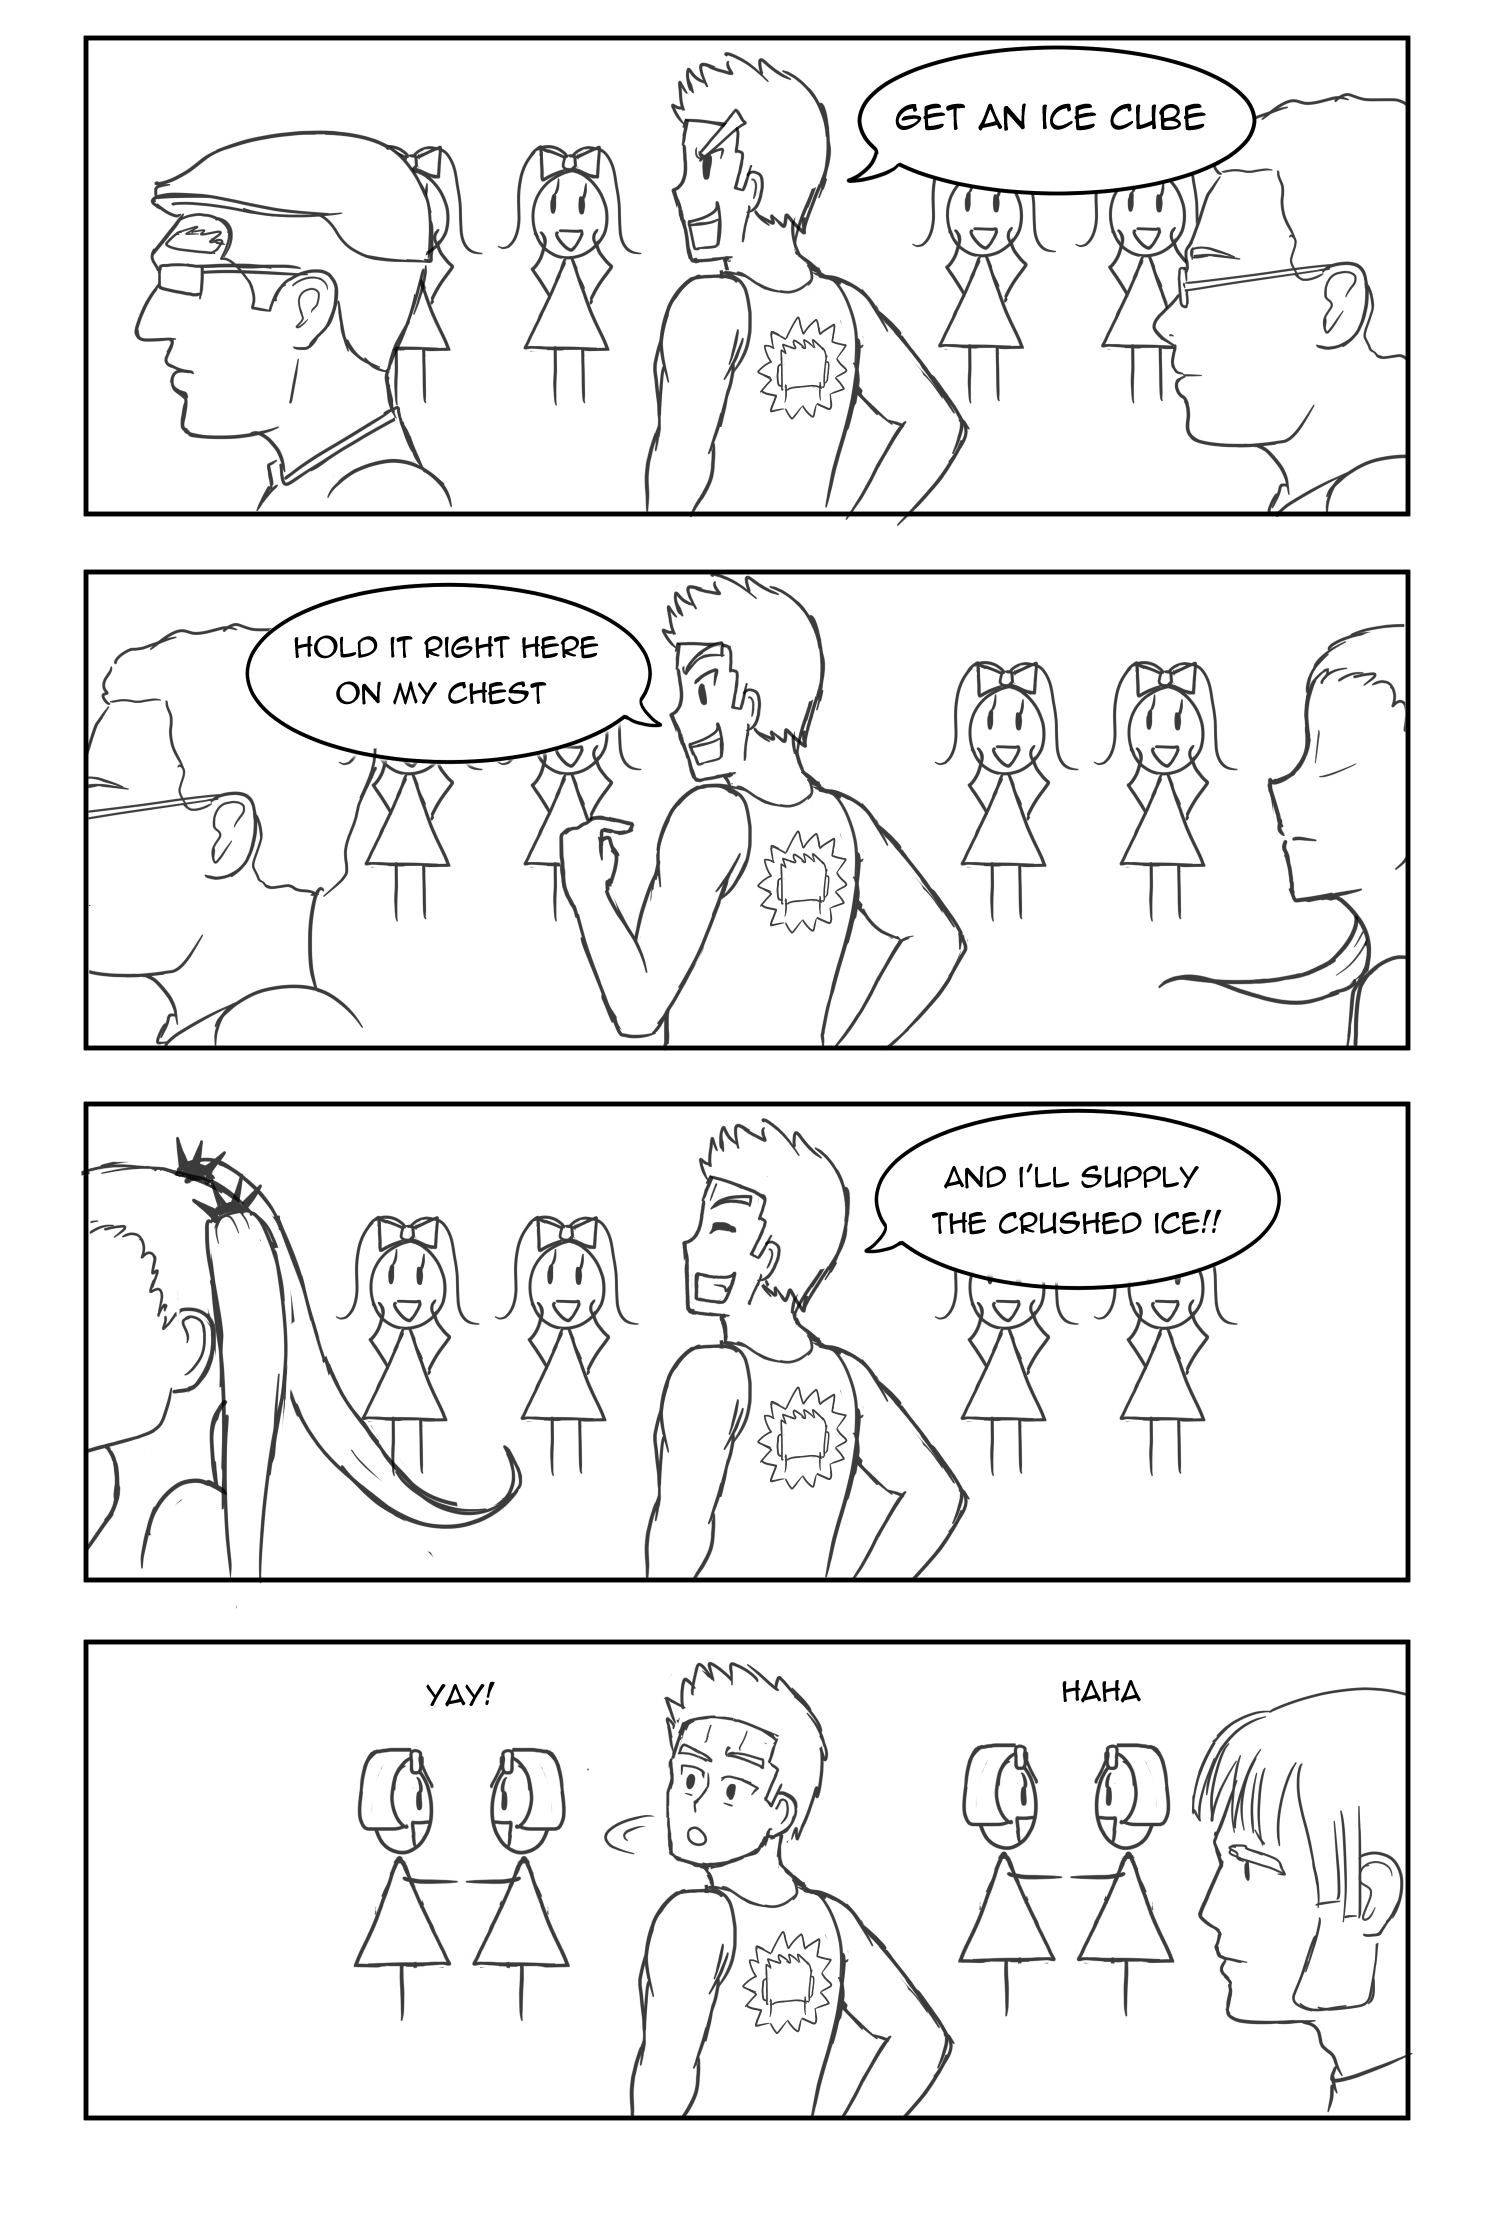 GET AN ICE CUBE
HOLD IT RIGHT HERE
ON MY CHEST
AND I'LL SUPPLY
THE CRUSHED ICE!!
YAY!
HAHA